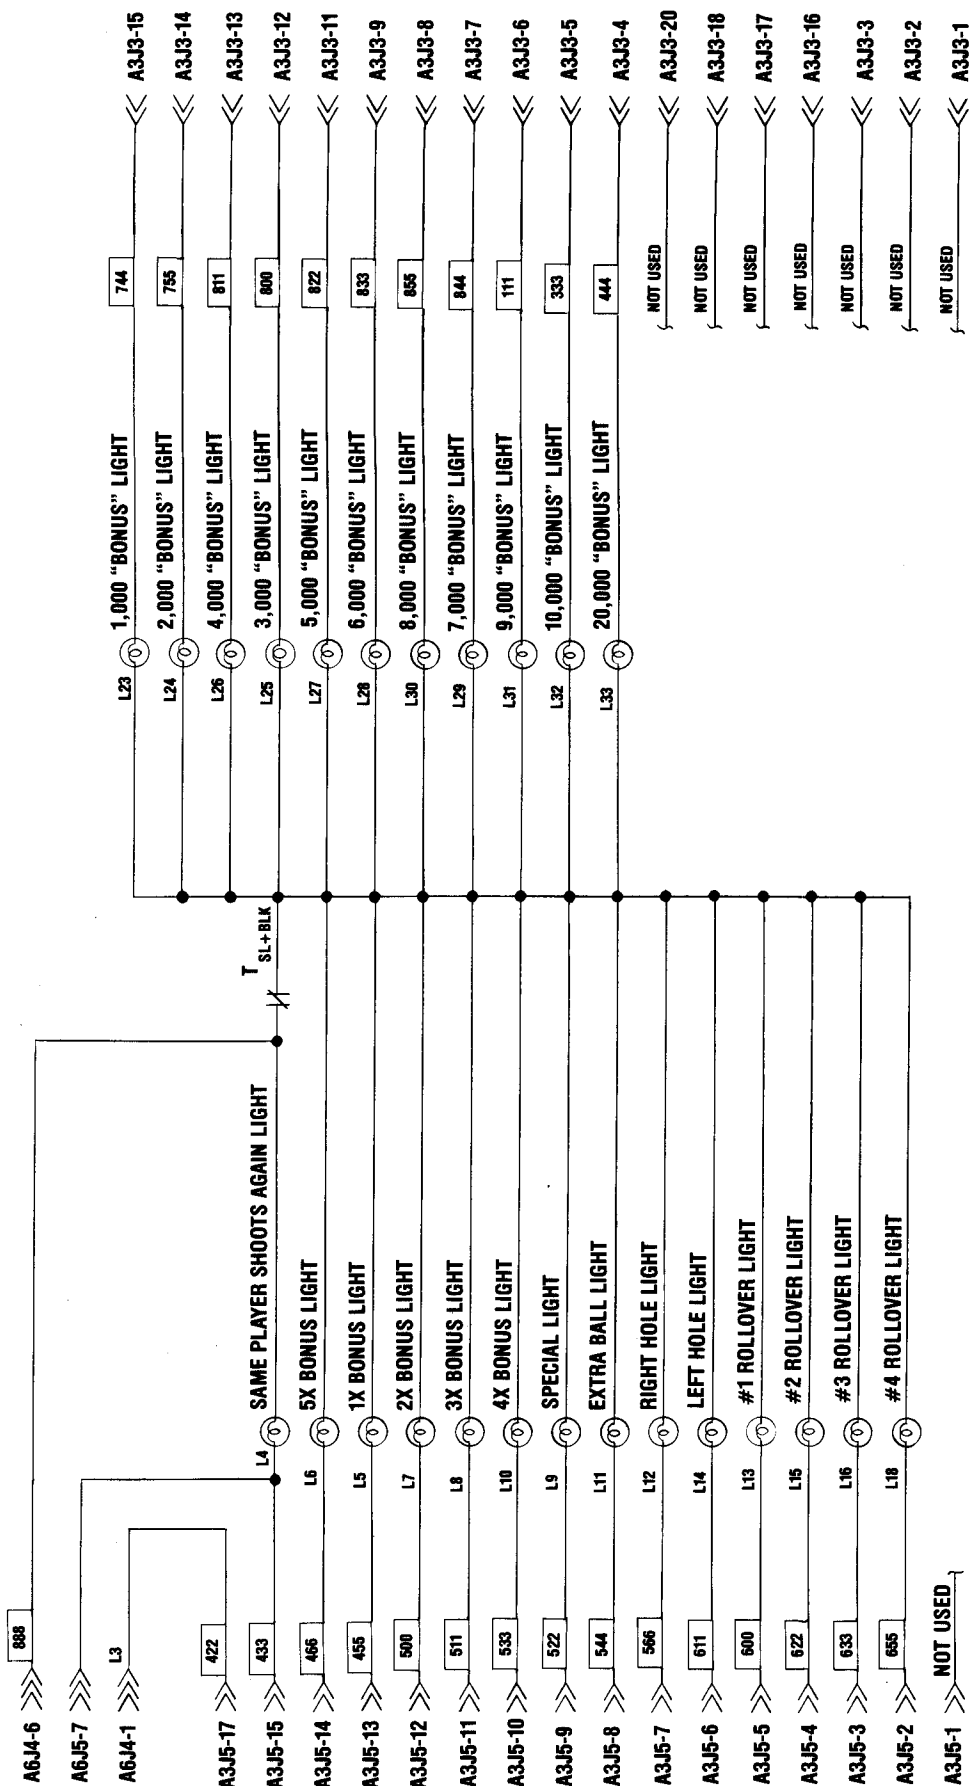 A6J4-6 888
A6J5-7
A6J4-1 L3
A3J5-17 422
A3J5-15 433 L4 SAME PLAYER SHOOTS AGAIN LIGHT
T
SL+BLK
A3J5-14 466 L6 5X BONUS LIGHT
A3J5-13 455 L5 1X BONUS LIGHT
A3J5-12 500 L7 2X BONUS LIGHT
A3J5-11 511 L8 3X BONUS LIGHT
A3J5-10 533 L10 4X BONUS LIGHT
A3J5-9 522 L9 SPECIAL LIGHT
A3J5-8 544 L11 EXTRA BALL LIGHT
A3J5-7 566 L12 RIGHT HOLE LIGHT
A3J5-6 611 L14 LEFT HOLE LIGHT
A3J5-5 600 L13 #1 ROLLOVER LIGHT
A3J5-4 622 L15 #2 ROLLOVER LIGHT
A3J5-3 633 L16 #3 ROLLOVER LIGHT
A3J5-2 655 L18 #4 ROLLOVER LIGHT
A3J5-1 NOT USED
L23 1,000 “BONUS” LIGHT 744 A3J3-15
L24 2,000 “BONUS” LIGHT 755 A3J3-14
L26 4,000 “BONUS” LIGHT 811 A3J3-13
L25 3,000 “BONUS” LIGHT 800 A3J3-12
L27 5,000 “BONUS” LIGHT 822 A3J3-11
L28 6,000 “BONUS” LIGHT 833 A3J3-9
L30 8,000 “BONUS” LIGHT 855 A3J3-8
L29 7,000 “BONUS” LIGHT 844 A3J3-7
L31 9,000 “BONUS” LIGHT 111 A3J3-6
L32 10,000 “BONUS” LIGHT 333 A3J3-5
L33 20,000 “BONUS” LIGHT 444 A3J3-4
NOT USED A3J3-20
NOT USED A3J3-18
NOT USED A3J3-17
NOT USED A3J3-16
NOT USED A3J3-3
NOT USED A3J3-2
NOT USED A3J3-1